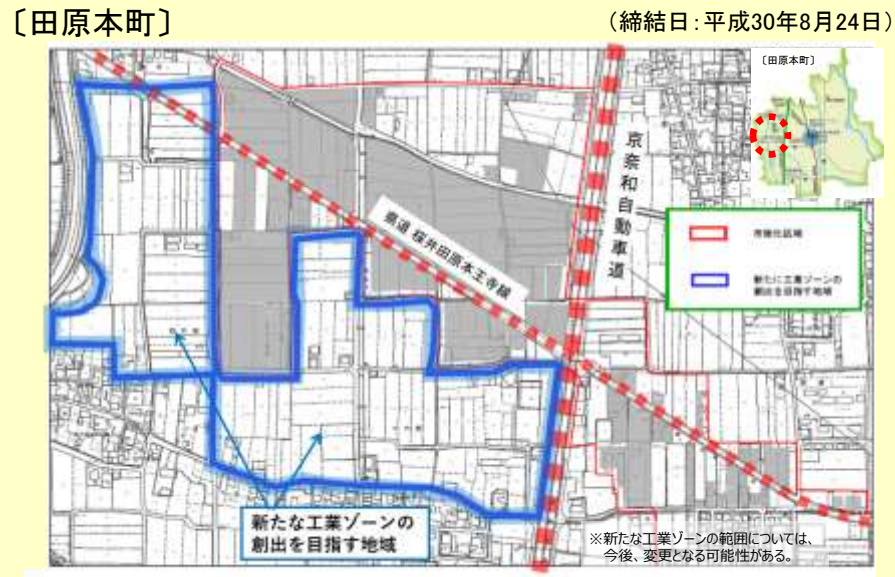 〔田原本町〕
(締結日：平成30年8月24日)
〔田原本町〕
京奈和自動車道
県道 桜井田原本王寺線
市街化区域
新たに工業ゾーンの
創出を目指す地域
新たな工業ゾーンの
創出を目指す地域
※新たな工業ゾーンの範囲については、
今後、変更となる可能性がある。